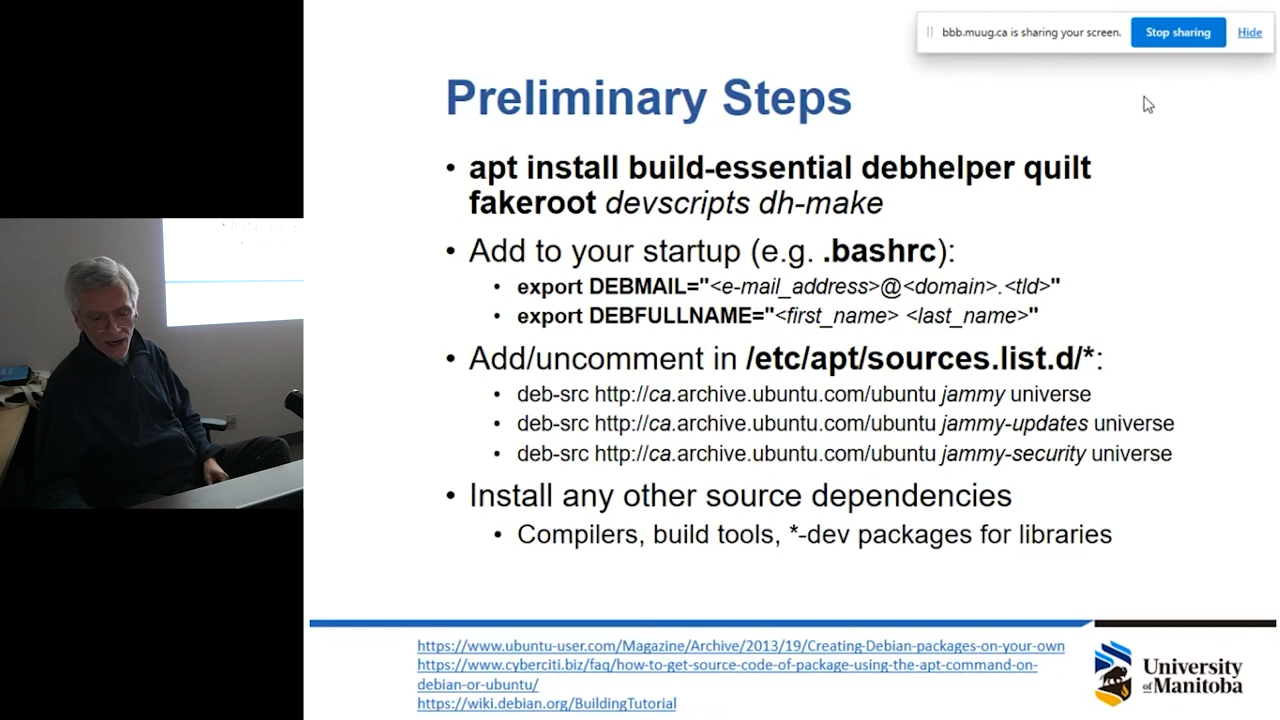 bbb.muug.ca is sharing your screen. Stop sharing Hide
Preliminary Steps
• apt install build-essential debhelper quilt
fakeroot devscripts dh-make
• Add to your startup (e.g. .bashrc):
• export DEBMAIL="<e-mail_address>@<domain>.<tld>"
• export DEBFULLNAME="<first_name> <last_name>"
• Add/uncomment in /etc/apt/sources.list.d/*:
• deb-src http://ca.archive.ubuntu.com/ubuntu jammy universe
• deb-src http://ca.archive.ubuntu.com/ubuntu jammy-updates universe
• deb-src http://ca.archive.ubuntu.com/ubuntu jammy-security universe
• Install any other source dependencies
• Compilers, build tools, *-dev packages for libraries
https://www.ubuntu-user.com/Magazine/Archive/2013/19/Creating-Debian-packages-on-your-own
https://www.cyberciti.biz/faq/how-to-get-source-code-of-package-using-the-apt-command-on-
debian-or-ubuntu/
https://wiki.debian.org/BuildingTutorial
University
of Manitoba